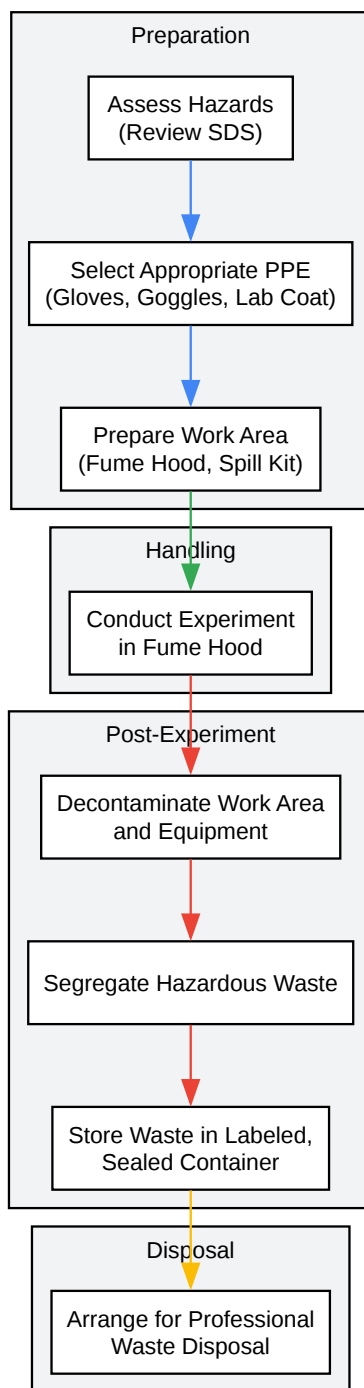 Preparation
Assess Hazards
(Review SDS)
Select Appropriate PPE
(Gloves, Goggles, Lab Coat)
Prepare Work Area
(Fume Hood, Spill Kit)
Handling
Conduct Experiment
in Fume Hood
Post-Experiment
Decontaminate Work Area
and Equipment
Segregate Hazardous Waste
Store Waste in Labeled,
Sealed Container
Disposal
Arrange for Professional
Waste Disposal